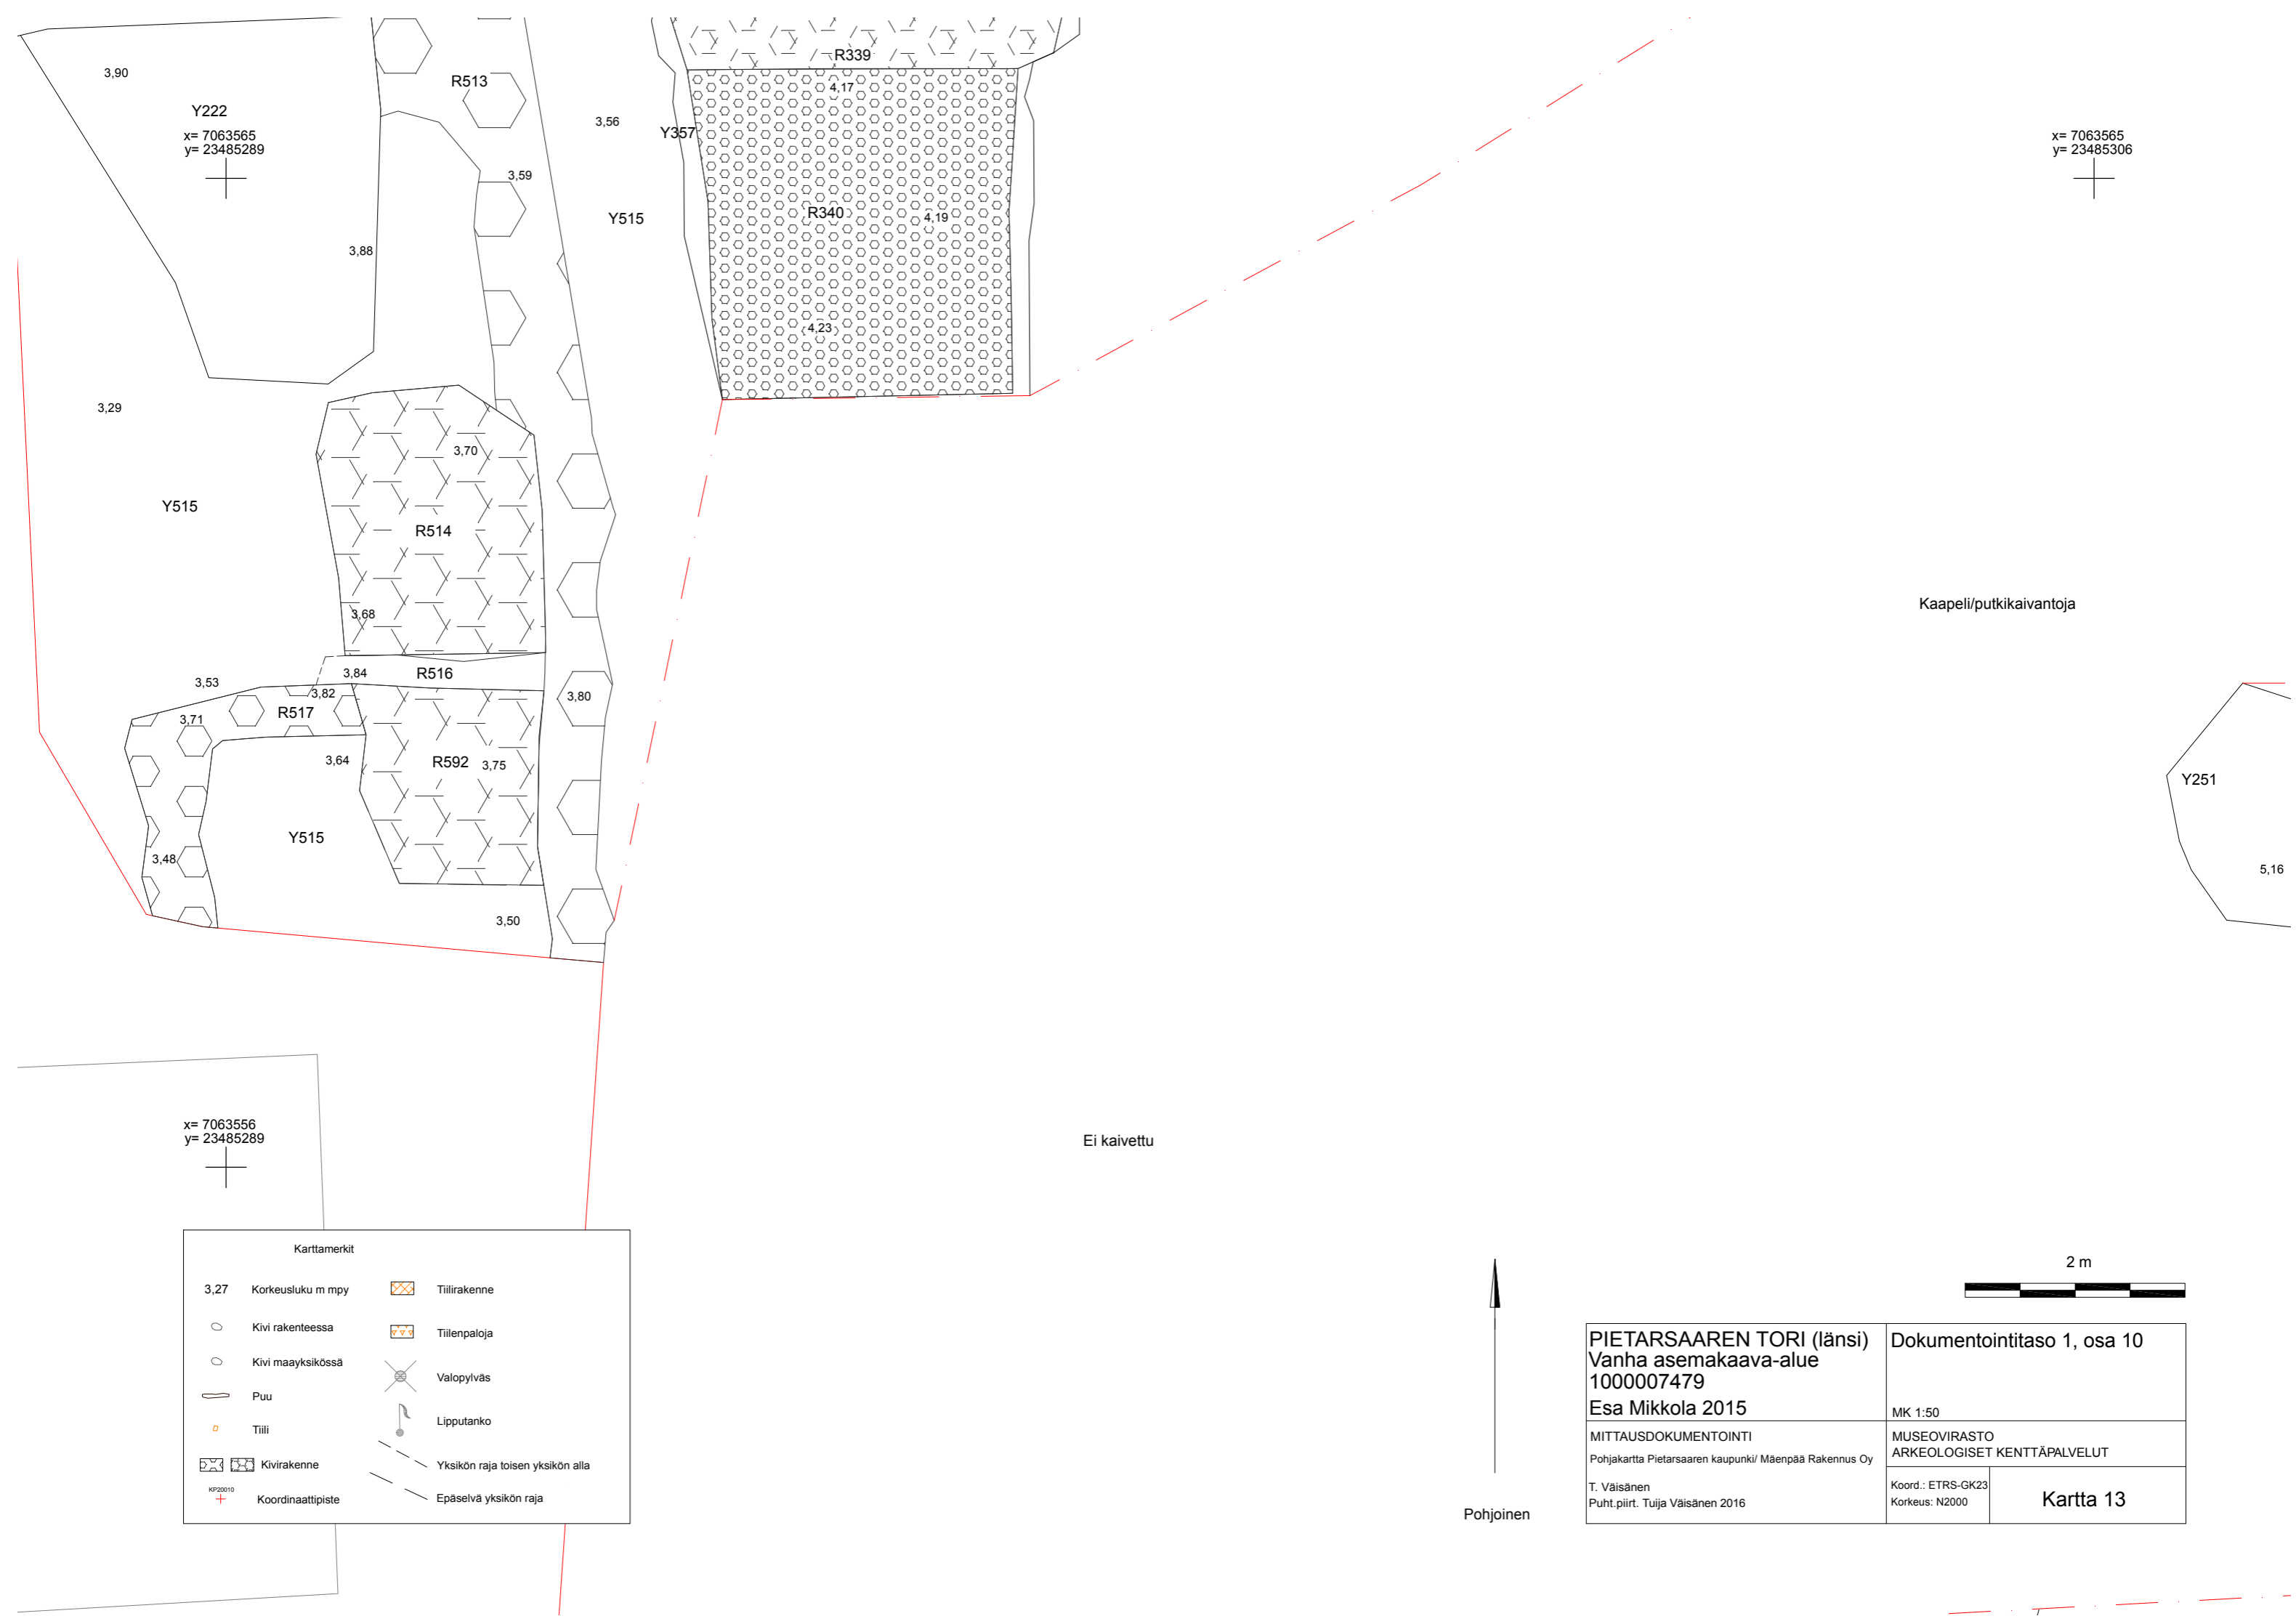 R339
4,17
3,90
R513
Y222
x= 7063565
y= 23485289
3,56
Y357
x= 7063565
y= 23485306
3,59
R340
4,19
Y515
3,88
4,23
3,29
3,70
Y515
R514
Kaapeli/putkikaivantoja
3,68
3,84
R516
3,53
3,82
3,80
R517
3,71
3,64
R592
3,75
Y251
Y515
3,48
5,16
3,50
x= 7063556
y= 23485289
Ei kaivettu
Karttamerkit
3,27
Korkeusluku m mpy
Kivi rakenteessa
Kivi maayksikössä
Puu
Tiili
Kivirakenne
KP20010
Koordinaattipiste
Tiilirakenne
Tiilenpaloja
Valopylväs
Lipputanko
Yksikön raja toisen yksikön alla
Epäselvä yksikön raja
Pohjoinen
2 m
PIETARSAAREN TORI (länsi)
Vanha asemakaava-alue
1000007479
Esa Mikkola 2015
Dokumentointitaso 1, osa 10
MK 1:50
MITTAUSDOKUMENTOINTI
Pohjakartta Pietarsaaren kaupunki/ Mäenpää Rakennus Oy
T. Väisänen
Puht.piirt. Tuija Väisänen 2016
MUSEOVIRASTO
ARKEOLOGISET KENTTÄPALVELUT
Koord.: ETRS-GK23
Korkeus: N2000
Kartta 13